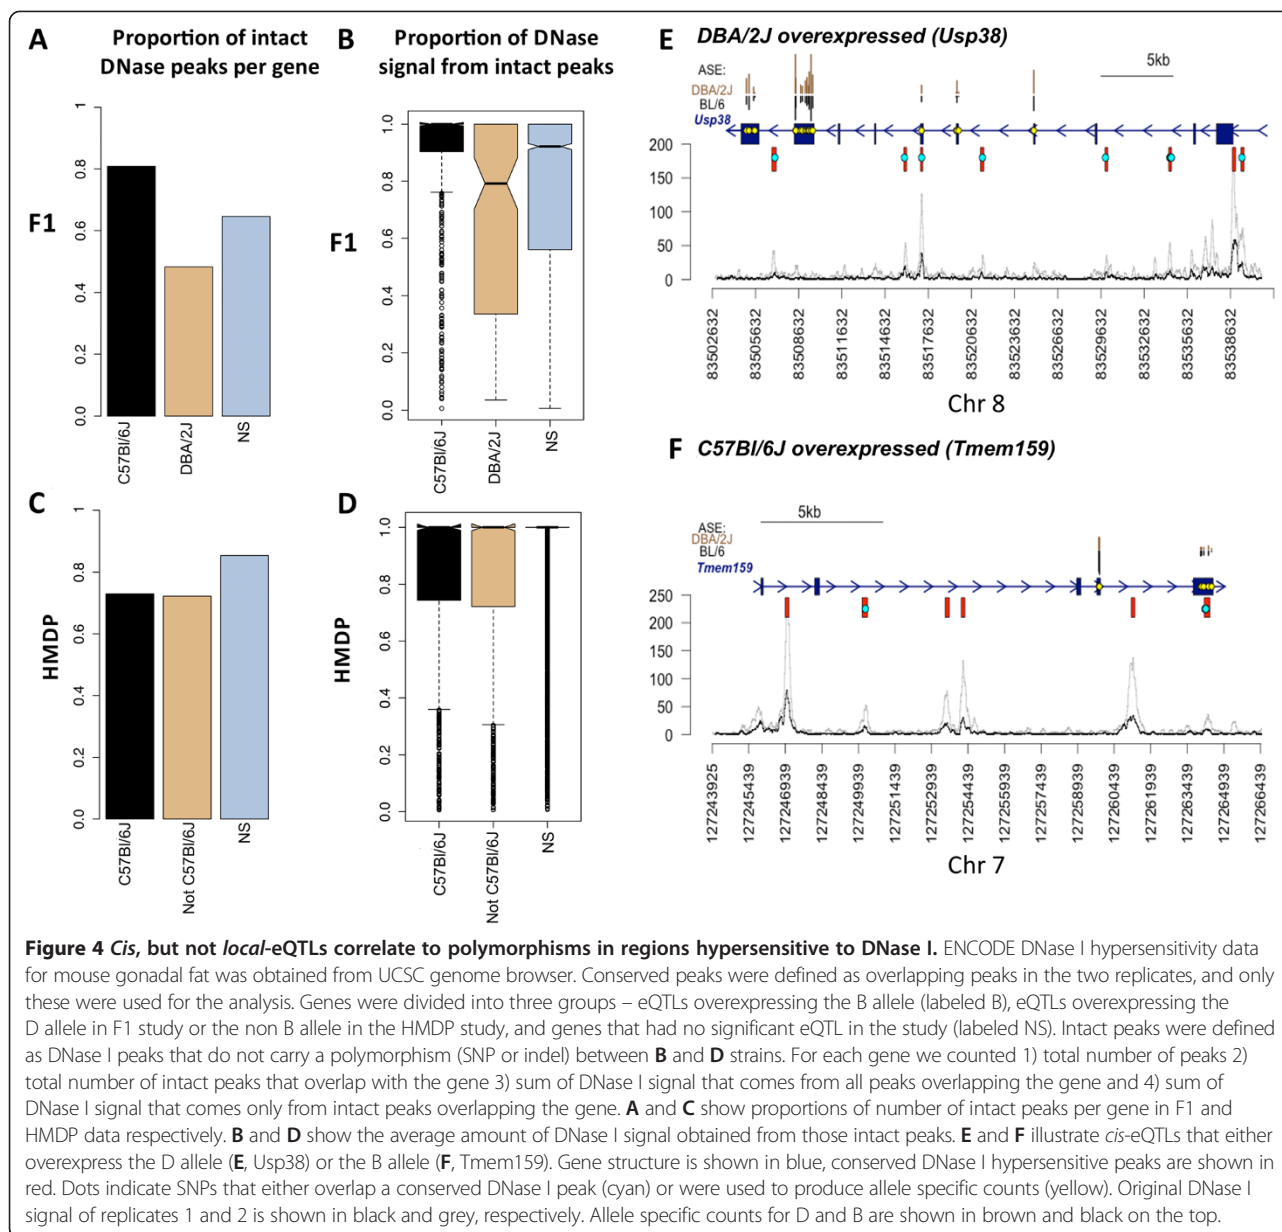 A
Proportion of intact
DNase peaks per gene
F1
0.0 0.2 0.4 0.6 0.8 1
C57Bl/6J
DBA/2J
NS
B
Proportion of DNase
signal from intact peaks
F1
0.0 0.2 0.4 0.6 0.8 1.0
C57Bl/6J
DBA/2J
NS
C
HMDP
0.0 0.2 0.4 0.6 0.8 1
C57Bl/6J
Not C57Bl/6J
NS
D
HMDP
0.0 0.2 0.4 0.6 0.8 1.0
C57Bl/6J
Not C57Bl/6J
NS
E DBA/2J overexpressed (Usp38)
ASE:
DBA/2J
BL/6
Usp38
5kb
200
150
100
50
0
83502632 83505632 83508632 83511632 83514632 83517632 83520632 83523632 83526632 83529632 83532632 83535632 83538632
Chr 8
F C57Bl/6J overexpressed (Tmem159)
5kb
ASE:
DBA/2J
BL/6
Tmem159
250
200
150
100
50
0
127243925 127245439 127246939 127248439 127249939 127251439 127252939 127254439 127255939 127257439 127258939 127260439 127261939 127263439 127264939 127266439
Chr 7
Figure 4 Cis, but not local-eQTLs correlate to polymorphisms in regions hypersensitive to DNase I. ENCODE DNase I hypersensitivity data
for mouse gonadal fat was obtained from UCSC genome browser. Conserved peaks were defined as overlapping peaks in the two replicates, and only
these were used for the analysis. Genes were divided into three groups – eQTLs overexpressing the B allele (labeled B), eQTLs overexpressing the
D allele in F1 study or the non B allele in the HMDP study, and genes that had no significant eQTL in the study (labeled NS). Intact peaks were defined
as DNase I peaks that do not carry a polymorphism (SNP or indel) between B and D strains. For each gene we counted 1) total number of peaks 2)
total number of intact peaks that overlap with the gene 3) sum of DNase I signal that comes from all peaks overlapping the gene and 4) sum of
DNase I signal that comes only from intact peaks overlapping the gene. A and C show proportions of number of intact peaks per gene in F1 and
HMDP data respectively. B and D show the average amount of DNase I signal obtained from those intact peaks. E and F illustrate cis-eQTLs that either
overexpress the D allele (E, Usp38) or the B allele (F, Tmem159). Gene structure is shown in blue, conserved DNase I hypersensitive peaks are shown in
red. Dots indicate SNPs that either overlap a conserved DNase I peak (cyan) or were used to produce allele specific counts (yellow). Original DNase I
signal of replicates 1 and 2 is shown in black and grey, respectively. Allele specific counts for D and B are shown in brown and black on the top.